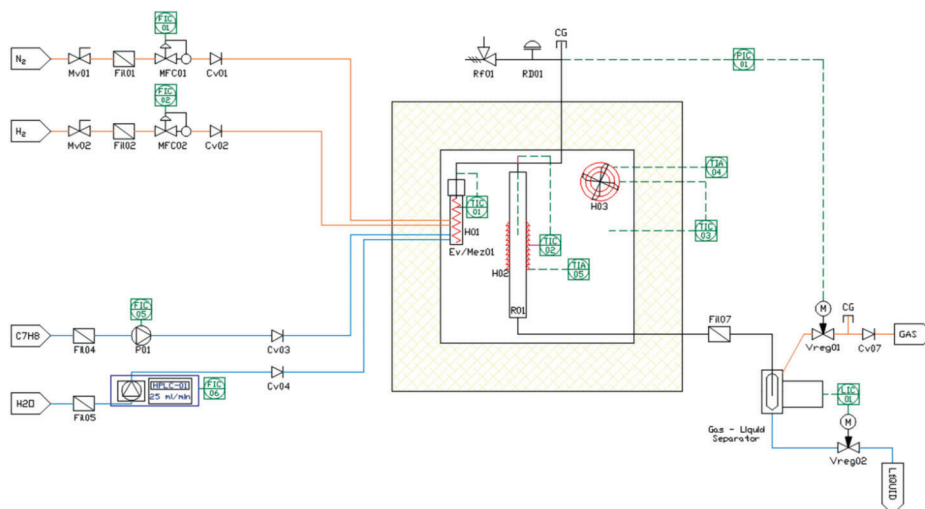 FIC
01
CG
N₂
Mv01
Fil01
MFC01
Cv01
Rf01
RD01
PIC
01
FIC
02
H₂
Mv02
Fil02
MFC02
Cv02
TIA
04
TIC
01
H03
TIC
03
H01
Ev/Mez01
TIC
02
H02
TIA
05
R01
FIC
05
C7H8
Fil04
P01
Cv03
Fil07
M
CG
Vreg01
Cv07
GAS
H2O
Fil05
HPLC-01
25 ml/min
FIC
06
Cv04
LIC
01
M
Gas - Liquid
Separator
Vreg02
LIQUID